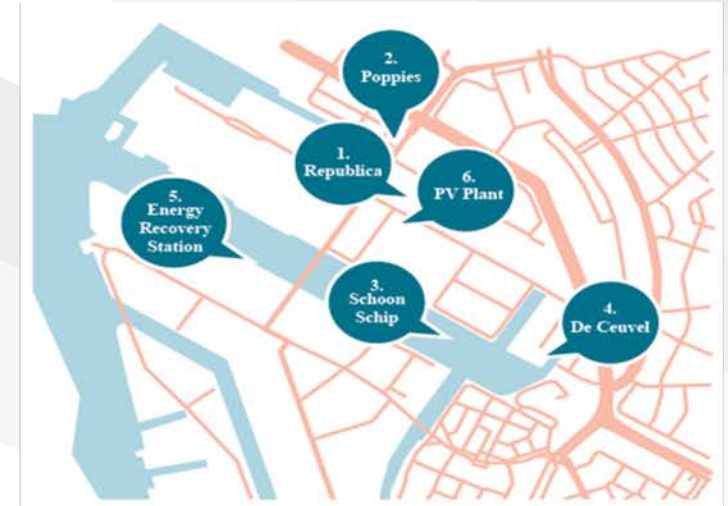 1.
Republica
2.
Poppies
3.
Schoon
Schip
4.
De Ceuvel
5.
Energy
Recovery
Station
6.
PV Plant